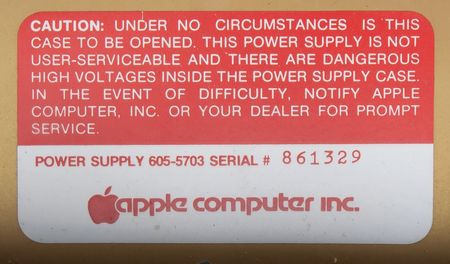 CAUTION: UNDER NO CIRCUMSTANCES IS THIS
CASE TO BE OPENED. THIS POWER SUPPLY IS NOT
USER-SERVICEABLE AND THERE ARE DANGEROUS
HIGH VOLTAGES INSIDE THE POWER SUPPLY CASE.
IN THE EVENT OF DIFFICULTY, NOTIFY APPLE
COMPUTER, INC. OR YOUR DEALER FOR PROMPT
SERVICE.
POWER SUPPLY 605-5703 SERIAL # 861329
apple computer inc.